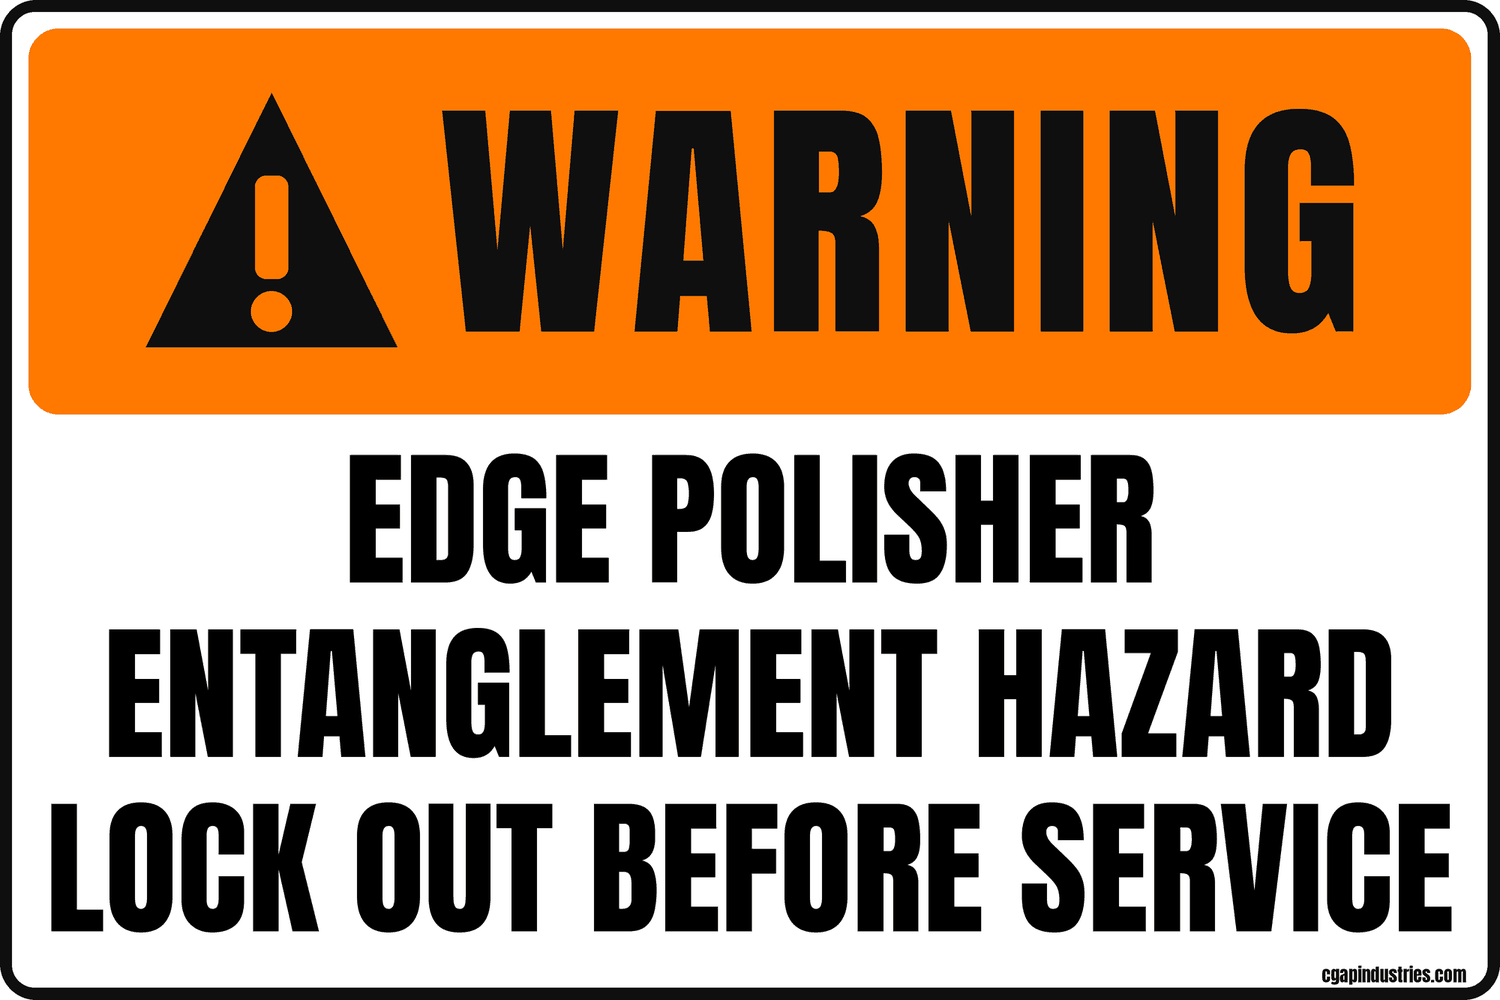 WARNING
EDGE POLISHER
ENTANGLEMENT HAZARD
LOCK OUT BEFORE SERVICE
cgapindustries.com